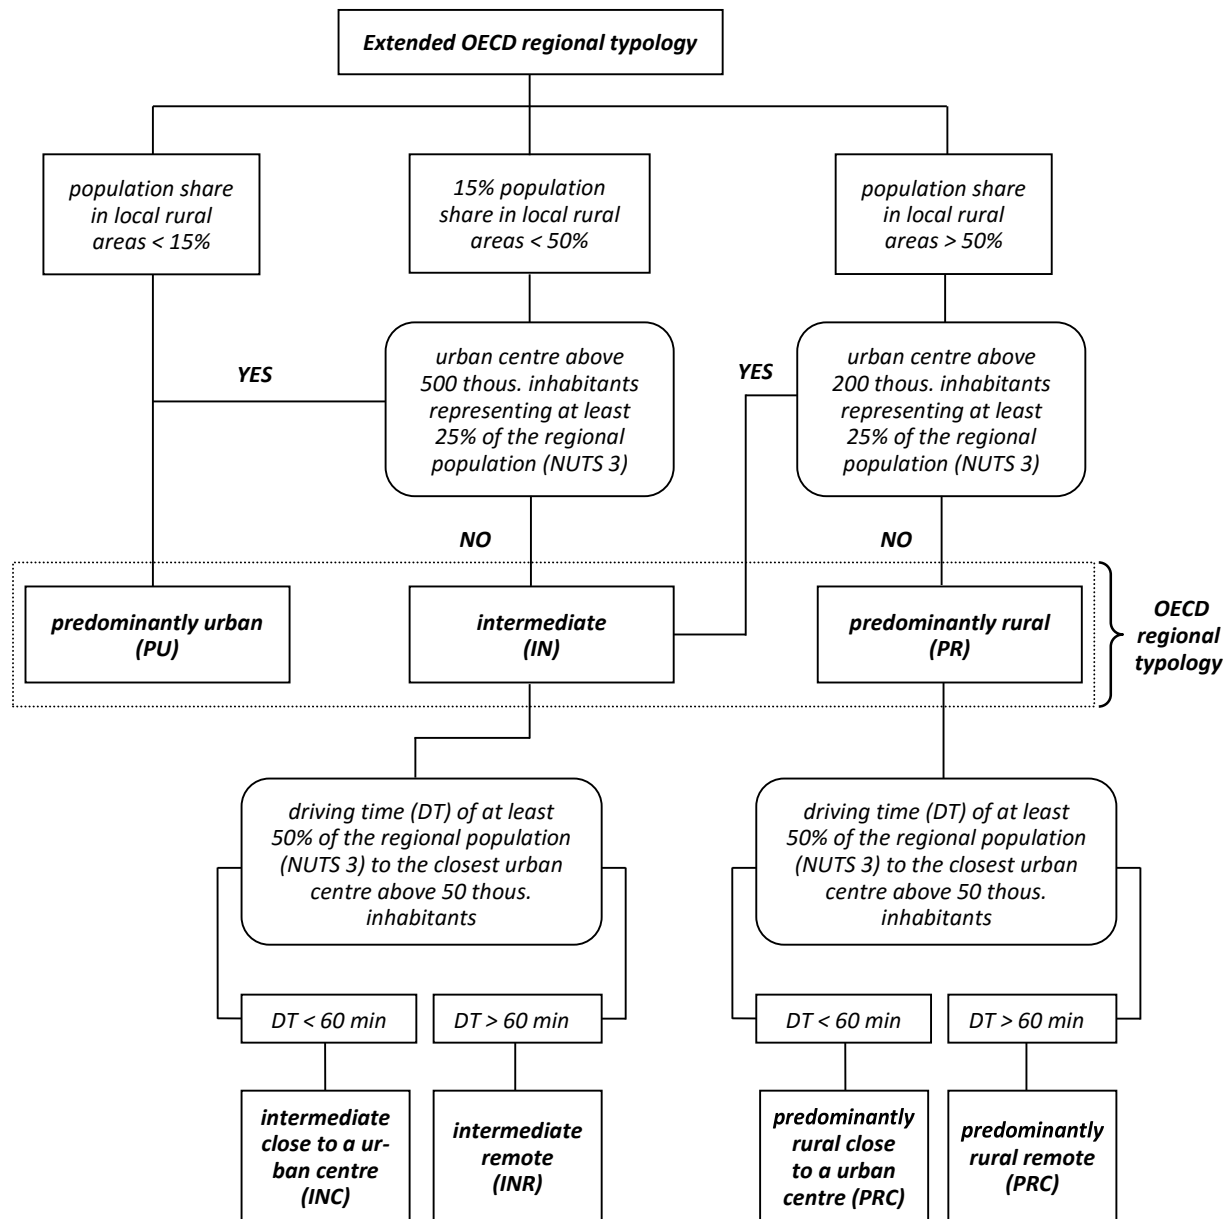 Extended OECD regional typology
population share
in local rural
areas < 15%
15% population
share in local rural
areas < 50%
population share
in local rural
areas > 50%
YES
urban centre above
500 thous. inhabitants
representing at least
25% of the regional
population (NUTS 3)
YES
urban centre above
200 thous. inhabitants
representing at least
25% of the regional
population (NUTS 3)
NO
NO
predominantly urban
(PU)
intermediate
(IN)
predominantly rural
(PR)
OECD
regional
typology
driving time (DT) of at least
50% of the regional population
(NUTS 3) to the closest urban
centre above 50 thous.
inhabitants
driving time (DT) of at least
50% of the regional population
(NUTS 3) to the closest urban
centre above 50 thous.
inhabitants
DT < 60 min
DT > 60 min
DT < 60 min
DT > 60 min
intermediate
close to a ur-
ban centre
(INC)
intermediate
remote
(INR)
predominantly
rural close
to a urban
centre (PRC)
predominantly
rural remote
(PRC)